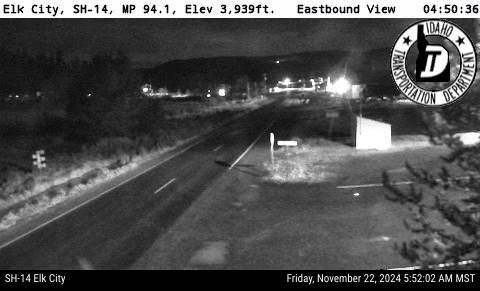 Elk City, SH-14, MP 94.1, Elev 3,939ft. Eastbound View 04:50:36
IDAHO
TRANSPORTATION DEPARTMENT
SH-14 Elk City Friday, November 22, 2024 5:52:02 AM MST